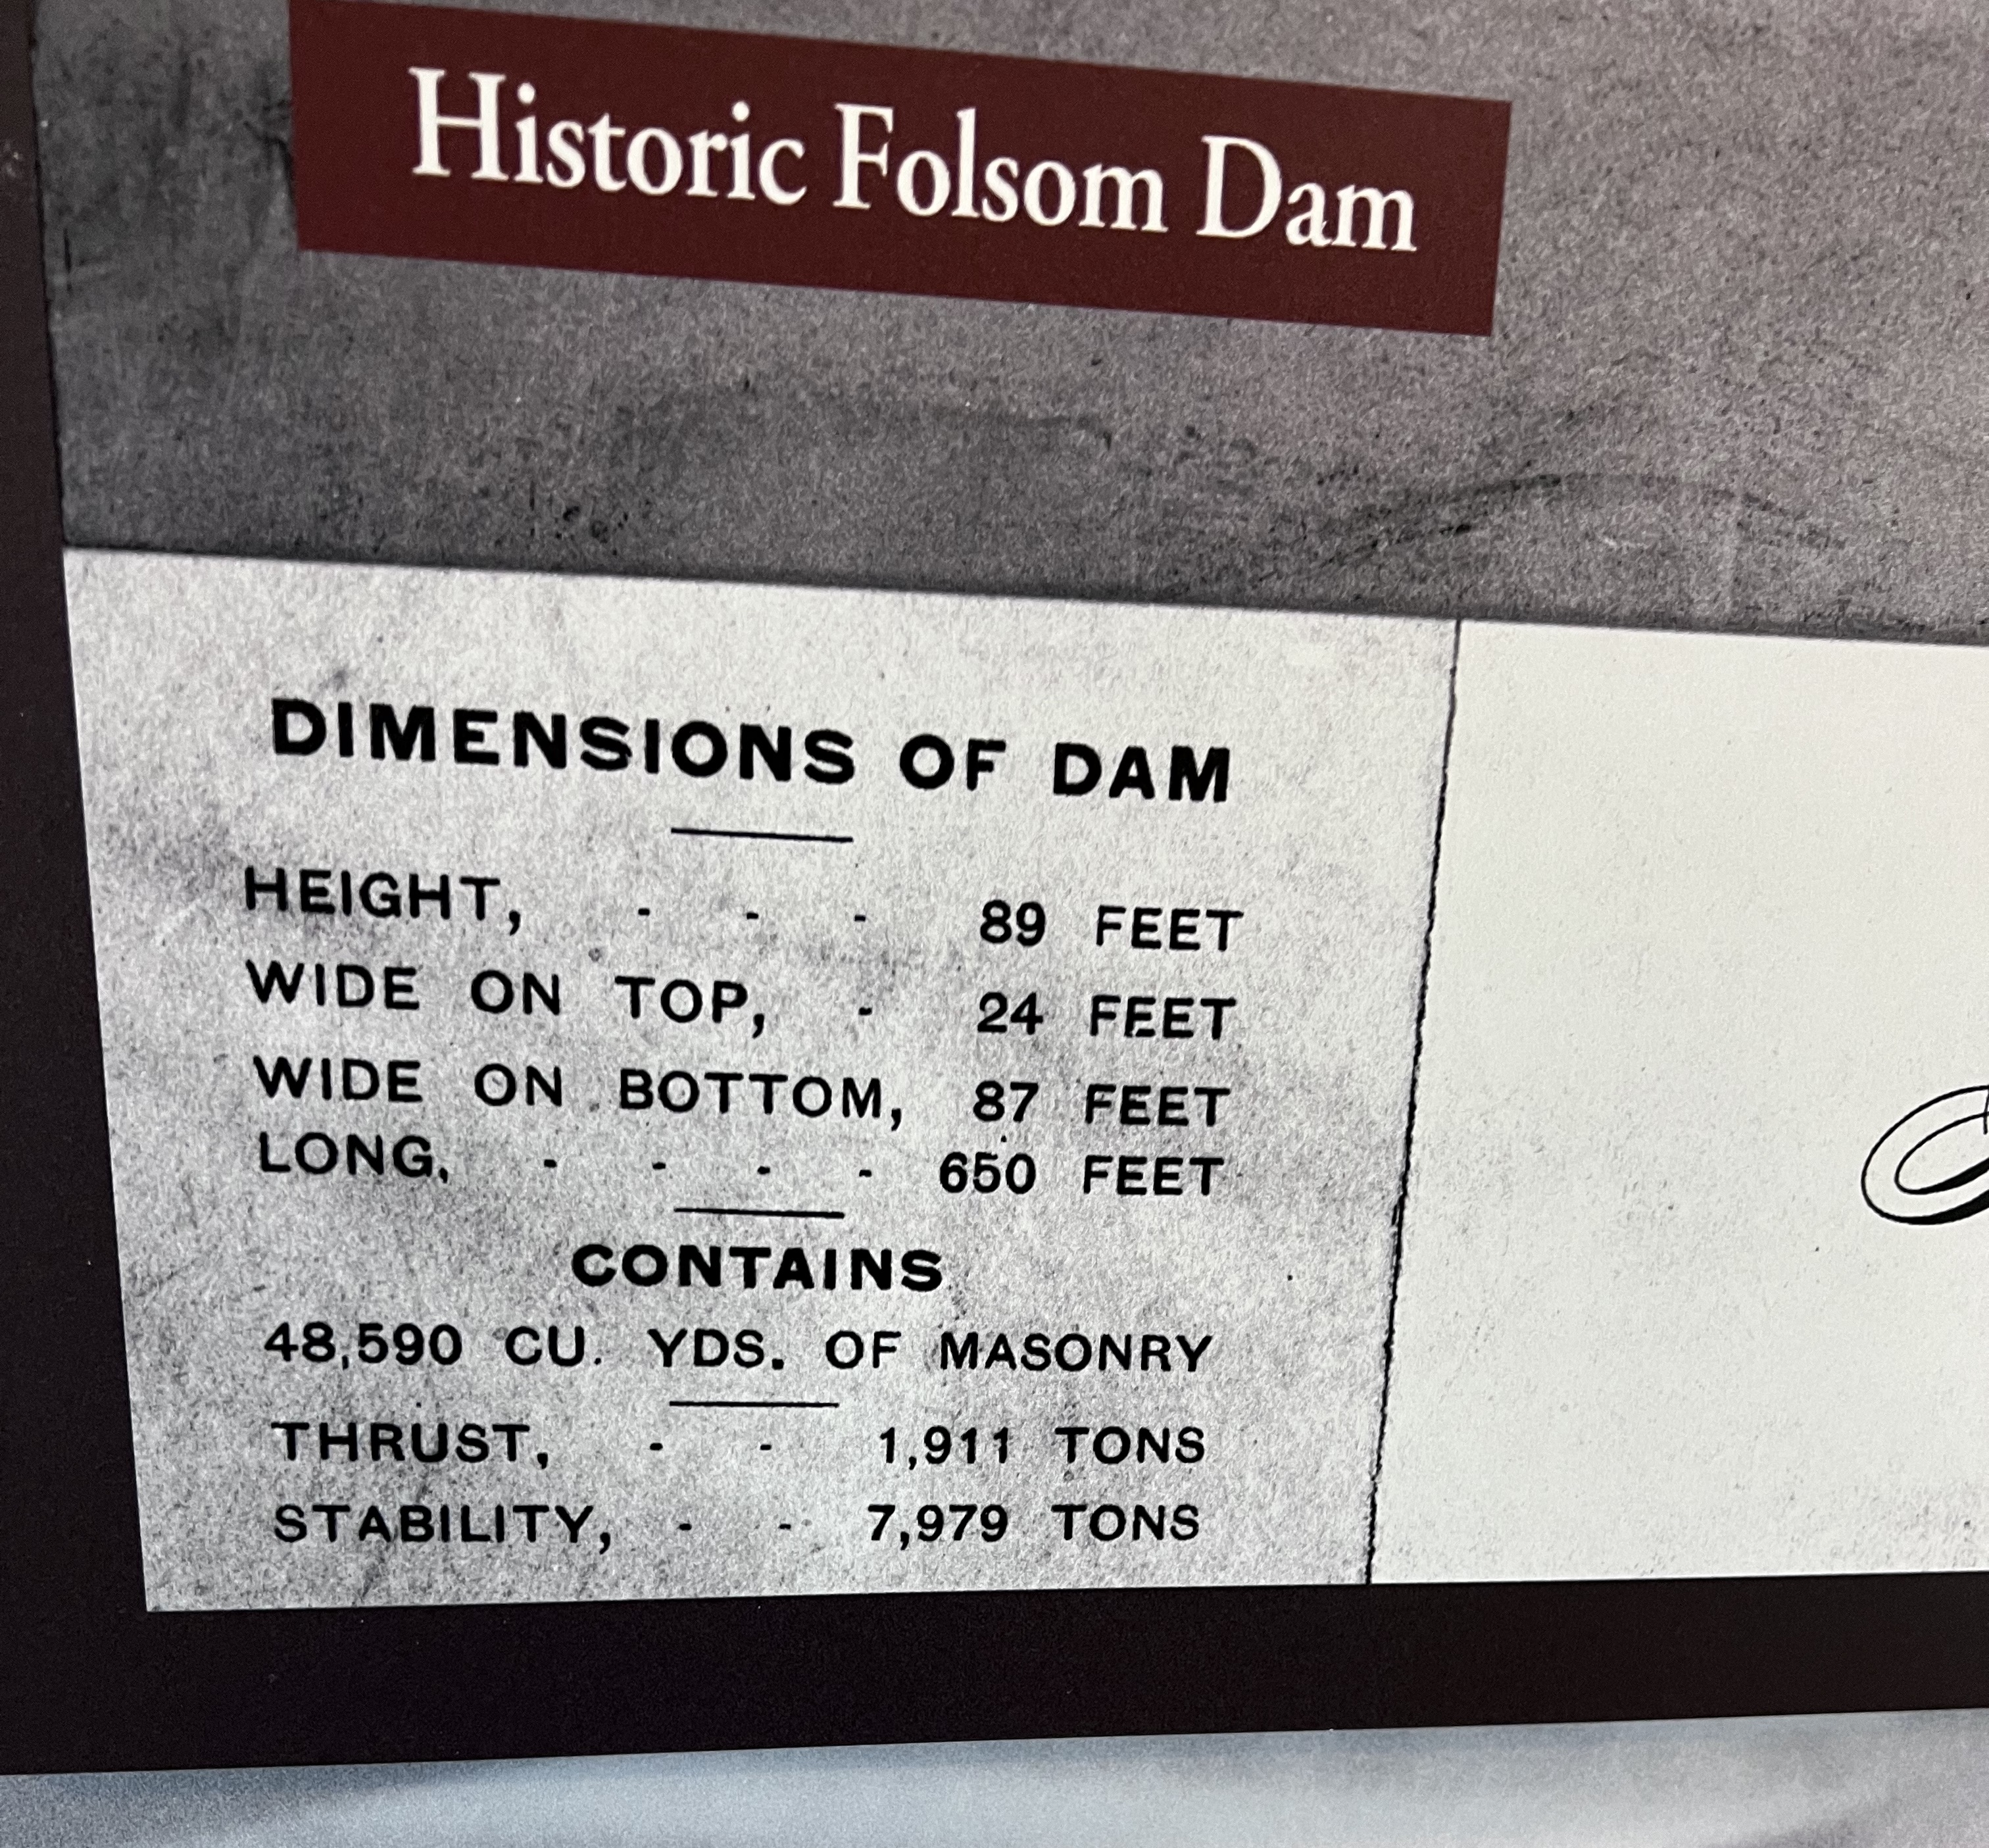 Historic Folsom Dam
DIMENSIONS OF DAM
HEIGHT, - - - 89 FEET
WIDE ON TOP, - 24 FEET
WIDE ON BOTTOM, 87 FEET
LONG, - - - - 650 FEET
CONTAINS
48,590 CU. YDS. OF MASONRY
THRUST, - - 1,911 TONS
STABILITY, - - 7,979 TONS